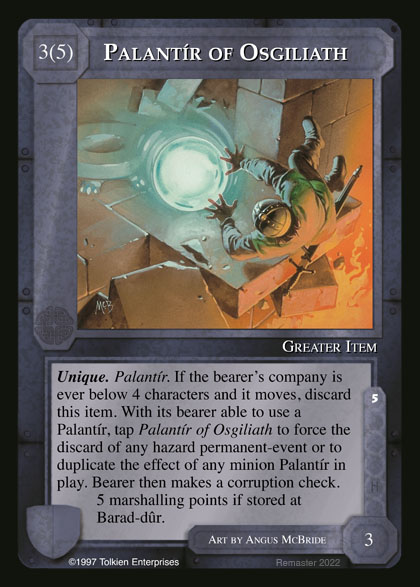 3(5)
Palantír of Osgiliath
McB
Greater Item
Unique. Palantír. If the bearer's company is
ever below 4 characters and it moves, discard
this item. With its bearer able to use a
Palantír, tap Palantír of Osgiliath to force the
discard of any hazard permanent-event or to
duplicate the effect of any minion Palantír in
play. Bearer then makes a corruption check.
5 marshalling points if stored at
Barad-dûr.
5
H
Art by Angus McBride
3
©1997 Tolkien Enterprises
Remaster 2022